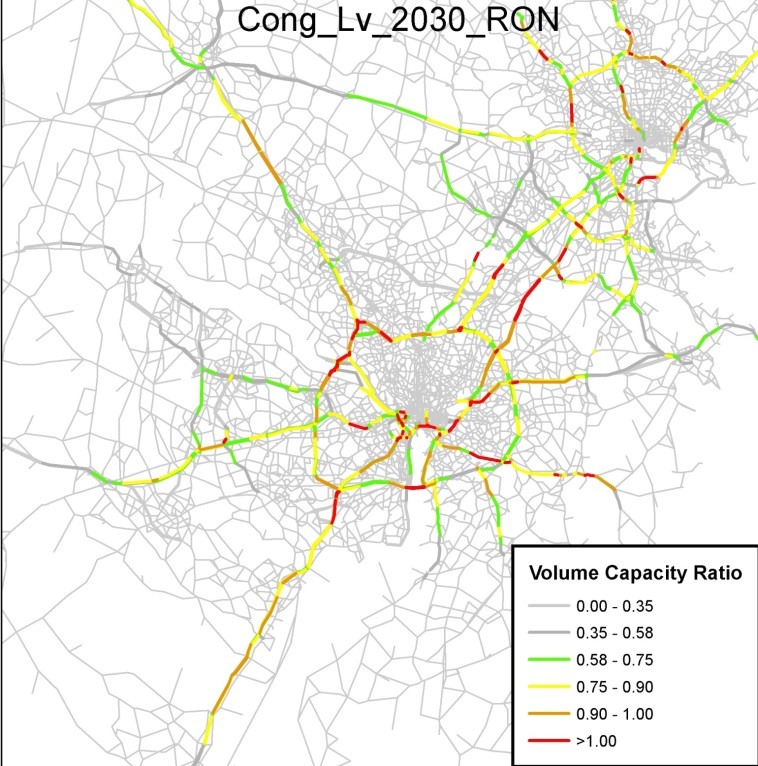 Cong_Lv_2030_RON
Volume Capacity Ratio
0.00 - 0.35
0.35 - 0.58
0.58 - 0.75
0.75 - 0.90
0.90 - 1.00
>1.00